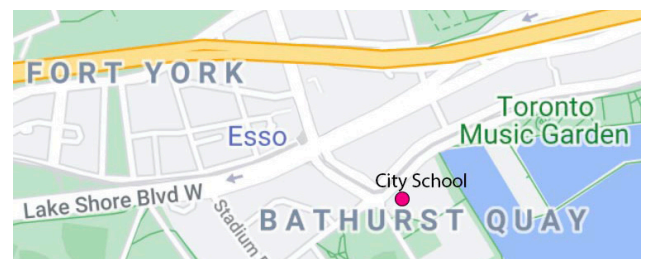 FORT YORK
Toronto
Music Garden
Esso
City School
Lake Shore Blvd W
Stadium
BATHURST QUAY